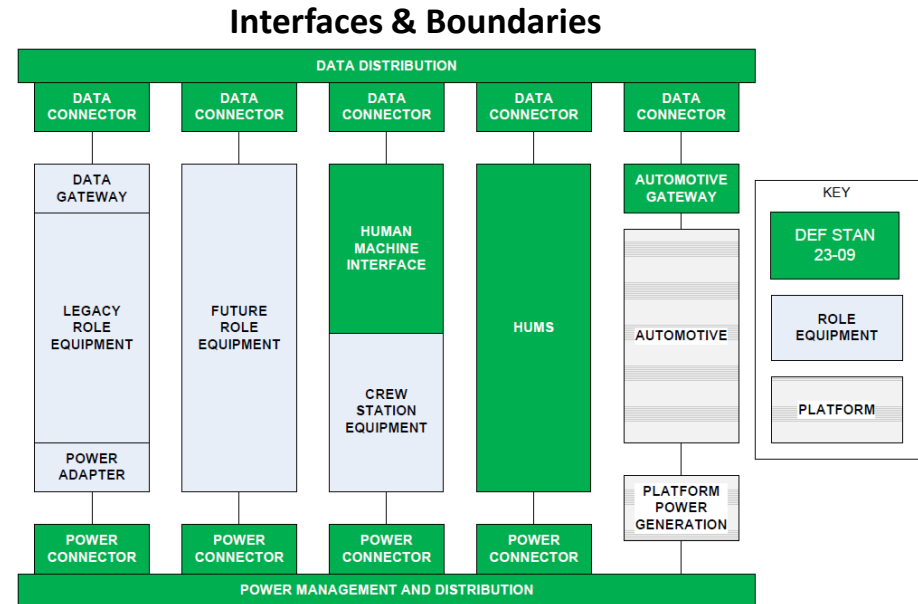 Interfaces & Boundaries
DATA DISTRIBUTION
DATA
CONNECTOR
DATA
CONNECTOR
DATA
CONNECTOR
DATA
CONNECTOR
DATA
CONNECTOR
DATA
GATEWAY
LEGACY
ROLE
EQUIPMENT
POWER
ADAPTER
FUTURE
ROLE
EQUIPMENT
HUMAN
MACHINE
INTERFACE
CREW
STATION
EQUIPMENT
HUMS
AUTOMOTIVE
GATEWAY
AUTOMOTIVE
PLATFORM
POWER
GENERATION
POWER
CONNECTOR
POWER
CONNECTOR
POWER
CONNECTOR
POWER
CONNECTOR
POWER MANAGEMENT AND DISTRIBUTION
KEY
DEF STAN
23-09
ROLE
EQUIPMENT
PLATFORM